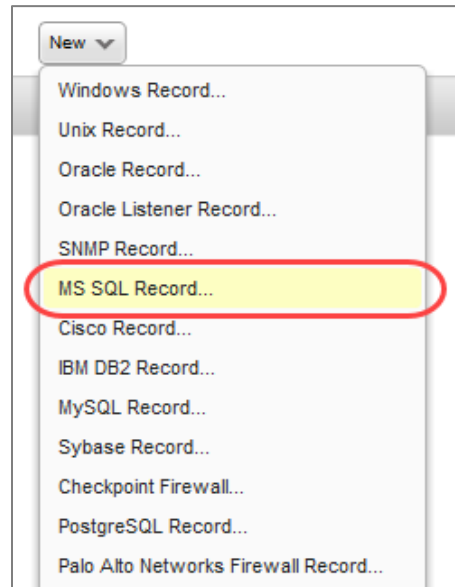 New
Windows Record...
Unix Record...
Oracle Record...
Oracle Listener Record...
SNMP Record...
MS SQL Record...
Cisco Record...
IBM DB2 Record...
MySQL Record...
Sybase Record...
Checkpoint Firewall...
PostgreSQL Record...
Palo Alto Networks Firewall Record...